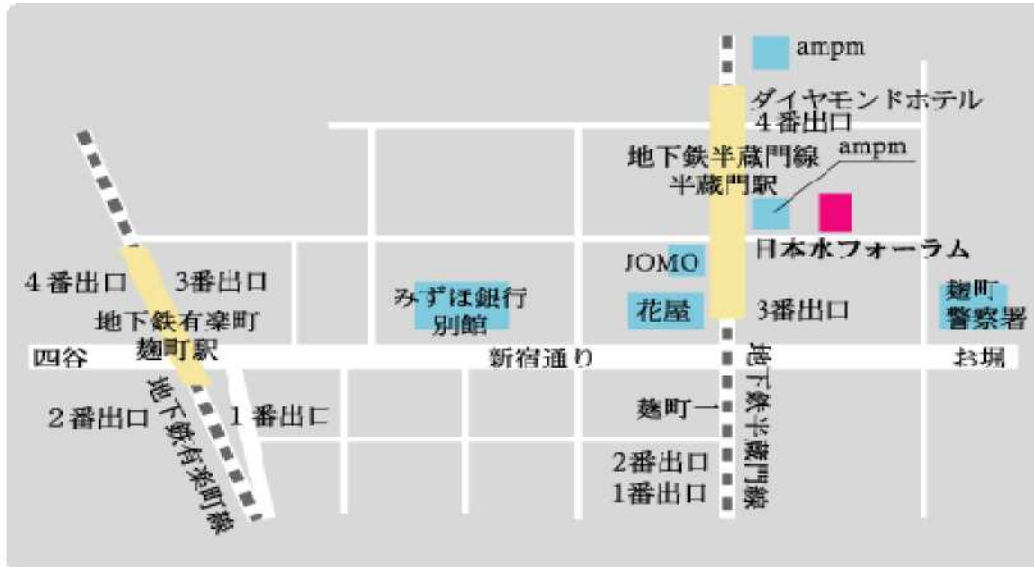 ampm
ダイヤモンドホテル
4番出口
ampm
地下鉄半蔵門線
半蔵門駅
日本水フォーラム
JOMO
4番出口
3番出口
みずほ銀行
別館
花屋
3番出口
麹町
警察署
地下鉄有楽町
麹町駅
四谷
新宿通り
お堀
2番出口
1番出口
地下鉄有楽町線
麹町一
地下鉄半蔵門線
2番出口
1番出口